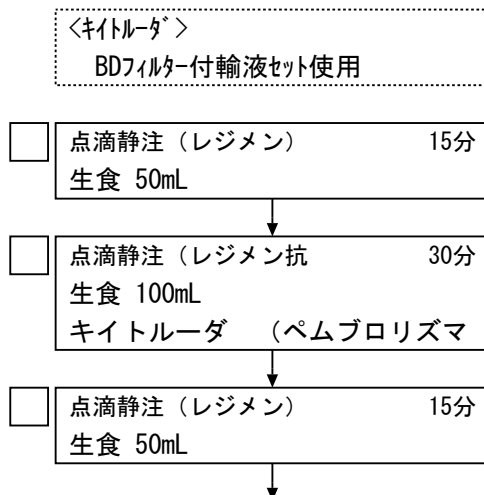 <ｷｲﾄﾙｰﾀﾞ>
BDﾌｨﾙﾀｰ付輸液ｾｯﾄ使用
点滴静注（レジメン） 15分
生食 50mL
点滴静注（レジメン抗 30分
生食 100mL
キイトルーダ （ペムブロリズマ
点滴静注（レジメン） 15分
生食 50mL